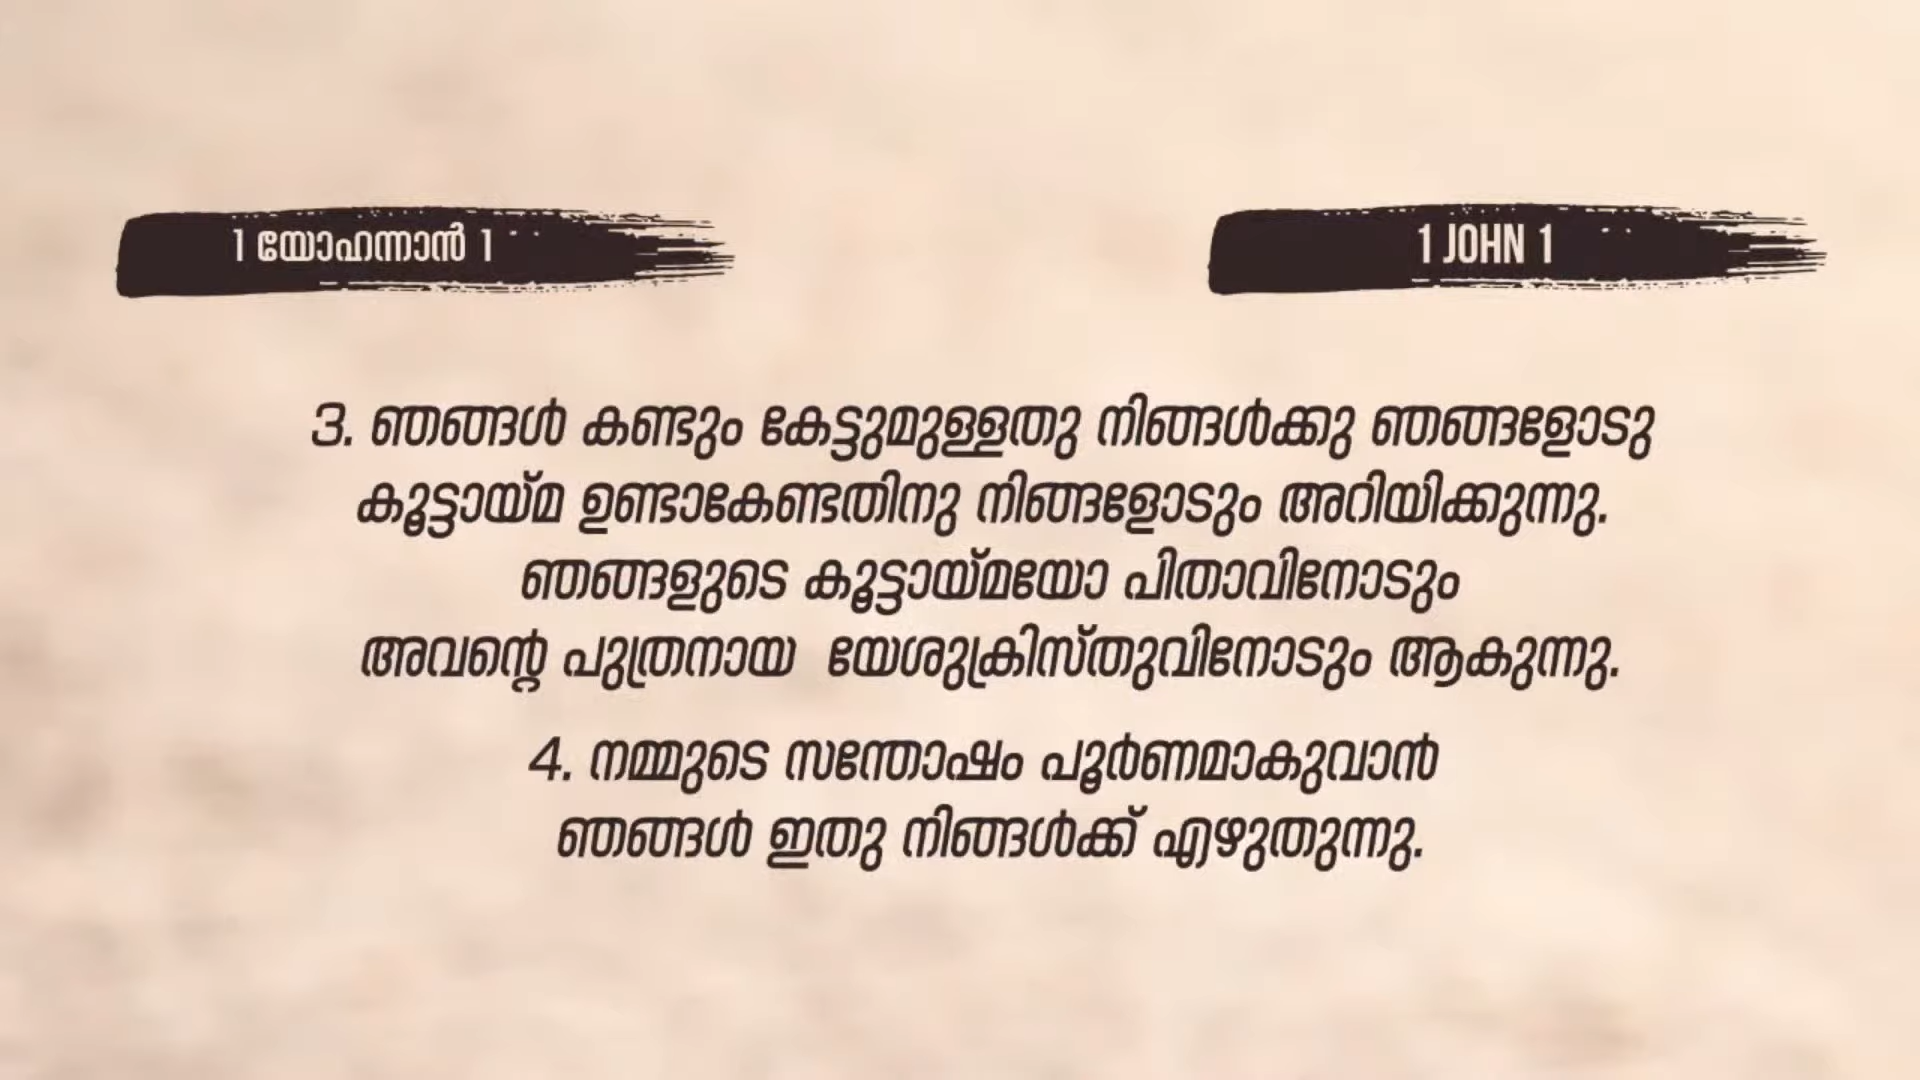 1 യോഹന്നാൻ 1
1 JOHN 1
3. ഞങ്ങൾ കണ്ടും കേട്ടുമുള്ളതു നിങ്ങൾക്കു ഞങ്ങളോടു
കൂട്ടായ്മ ഉണ്ടാകേണ്ടതിനു നിങ്ങളോടും അറിയിക്കുന്നു.
ഞങ്ങളുടെ കൂട്ടായ്മയോ പിതാവിനോടും
അവന്റെ പുത്രനായ യേശുക്രിസ്തുവിനോടും ആകുന്നു.
4. നമ്മുടെ സന്തോഷം പൂർണമാകുവാൻ
ഞങ്ങൾ ഇതു നിങ്ങൾക്ക് എഴുതുന്നു.